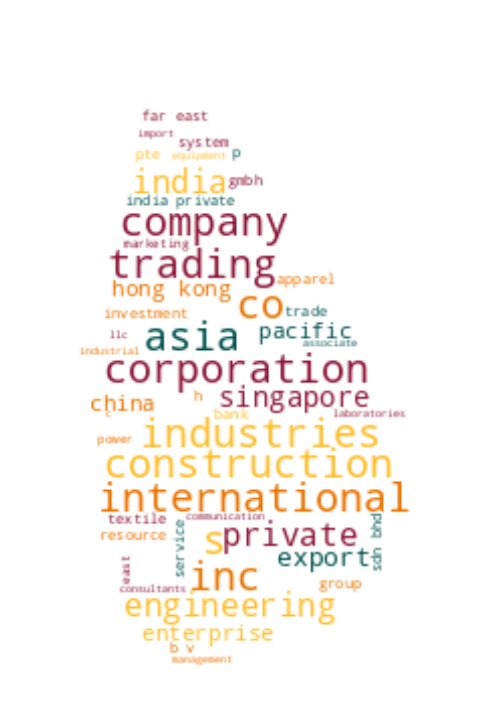 far east
import
system
pte equipment p
india gmbh
india private
company
marketing
trading
apparel
hong kong
co trade
investment
pacific
llc asia associate
industrial
corporation
singapore
china h
c bank laboratories
industries
power
construction
international
textile communication
s private
resource service
export sdn bhd
east inc
consultants group
engineering
enterprise
b v
management